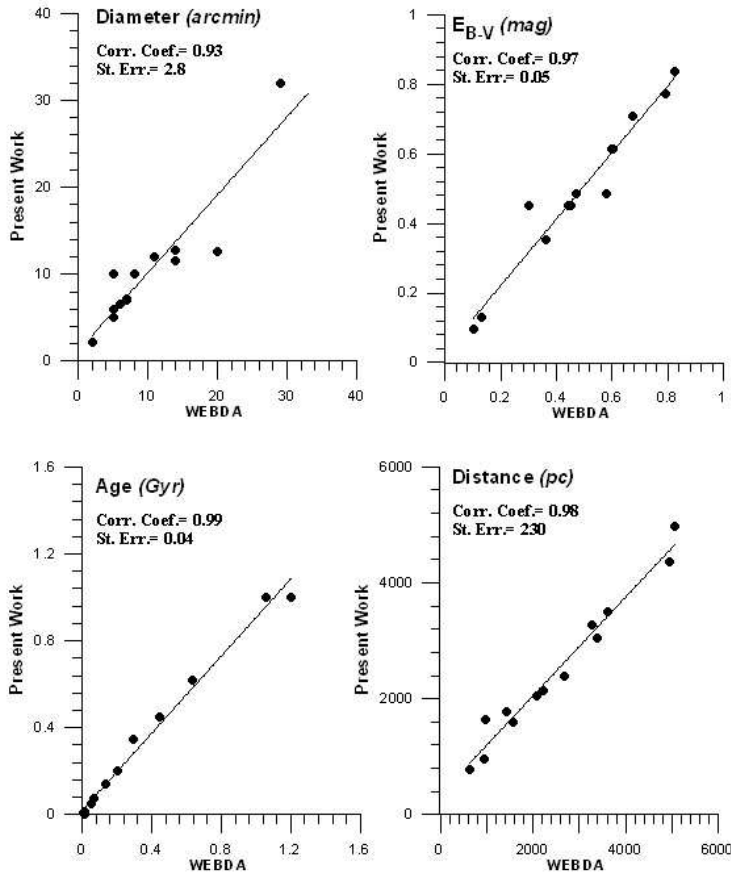 Diameter (arcmin)
Corr. Coef.= 0.93
St. Err.= 2.8
40
30
20
10
0
Present Work
0 10 20 30 40
WEBDA
E_B-V (mag)
Corr. Coef.= 0.97
St. Err.= 0.05
1
0.8
0.6
0.4
0.2
0
Present Work
0 0.2 0.4 0.6 0.8 1
WEBDA
Age (Gyr)
Corr. Coef.= 0.99
St. Err.= 0.04
1.6
1.2
0.8
0.4
0
Present Work
0 0.4 0.8 1.2 1.6
WEBDA
Distance (pc)
Corr. Coef.= 0.98
St. Err.= 230
6000
4000
2000
0
Present Work
0 2000 4000 6000
WEBDA